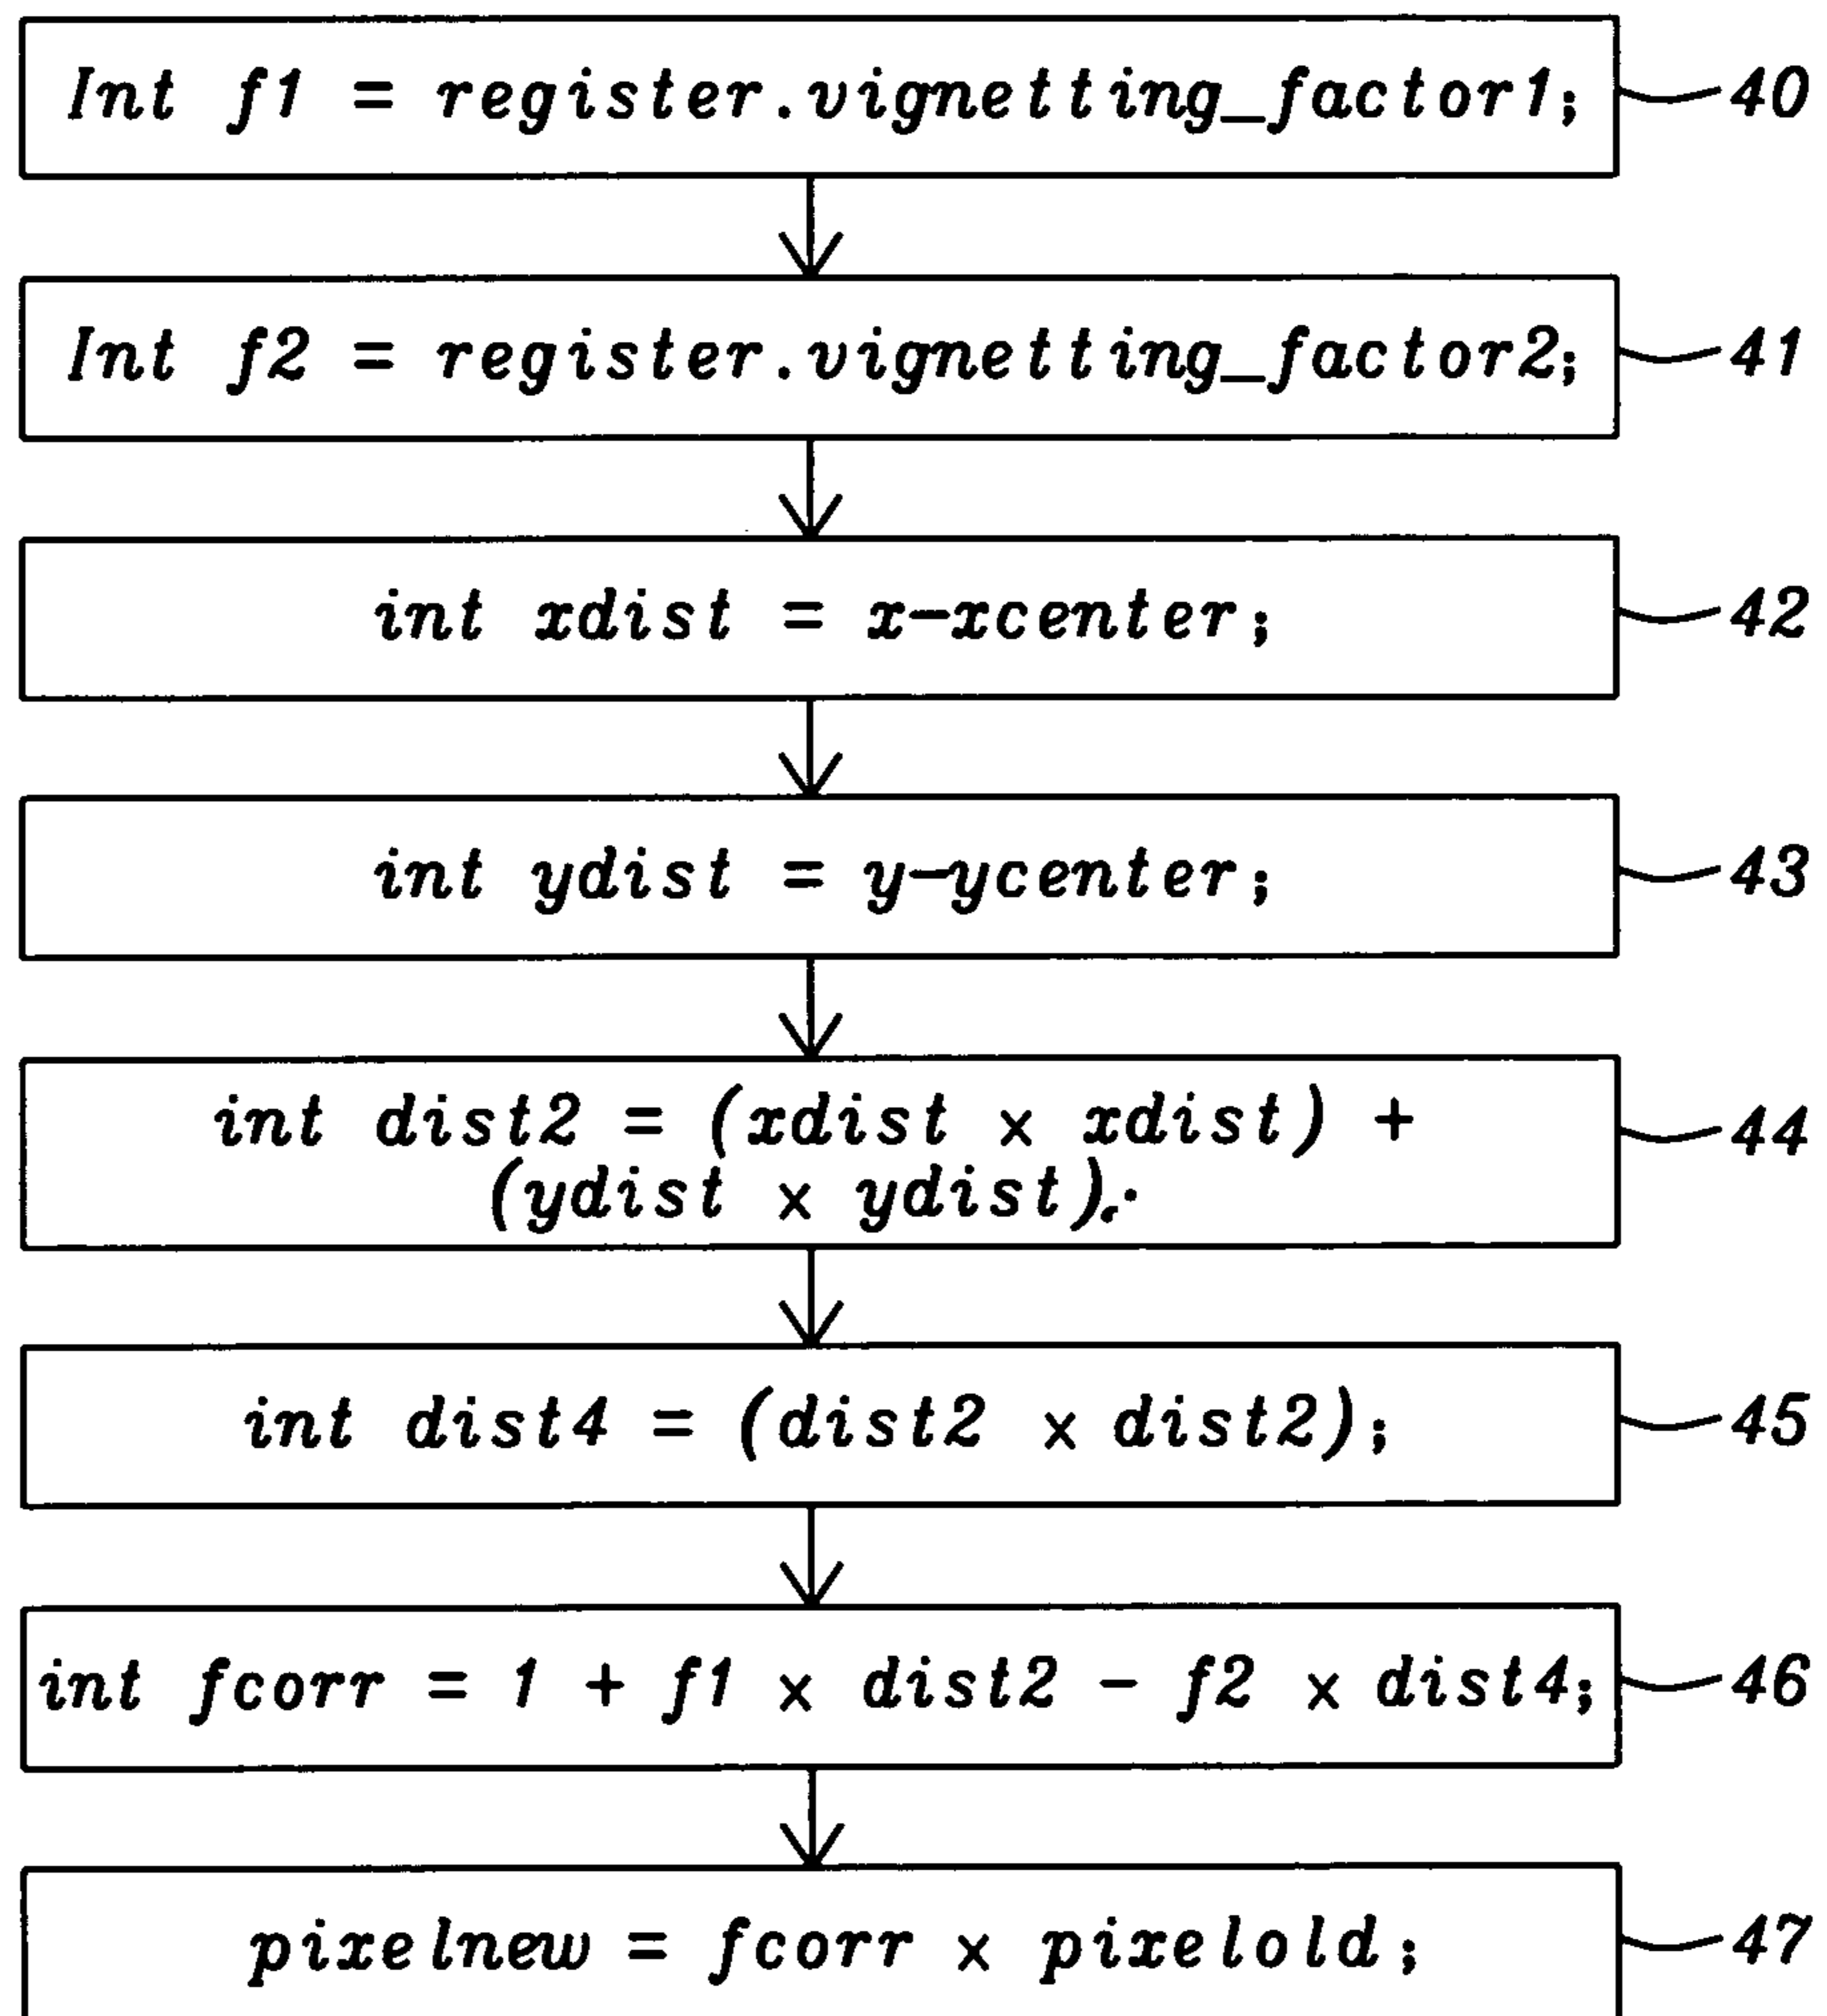 Int f1 = register.vignetting_factor1;
40
Int f2 = register.vignetting_factor2;
41
int xdist = x-xcenter;
42
int ydist = y-ycenter;
43
int dist2 = (xdist × xdist) +
(ydist × ydist);
44
int dist4 = (dist2 × dist2);
45
int fcorr = 1 + f1 × dist2 - f2 × dist4;
46
pixelnew = fcorr × pixelold;
47